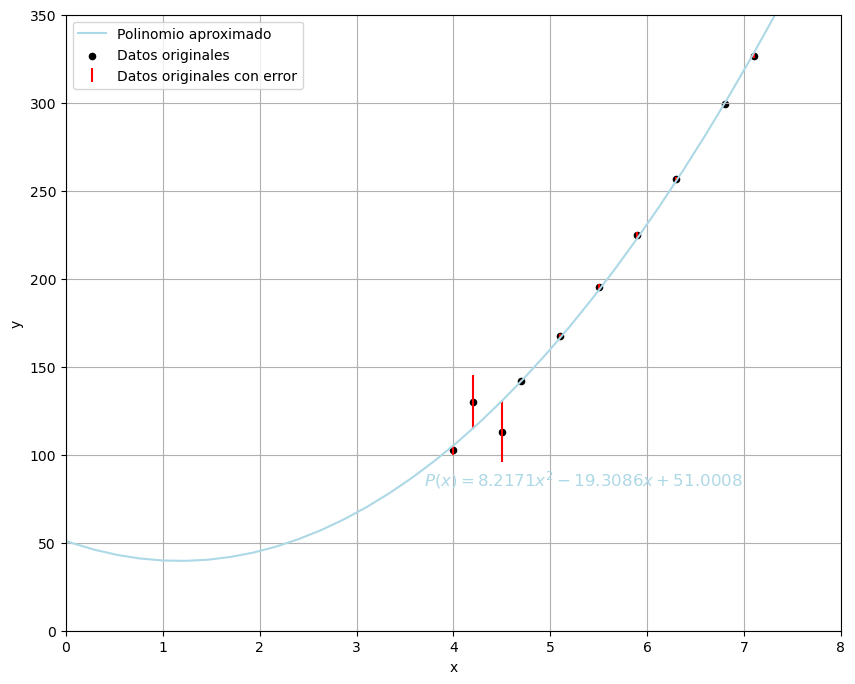 Polinomio aproximado
Datos originales
Datos originales con error
350
300
250
200
150
100
50
0
y
P(x) = 8.2171x² − 19.3086x + 51.0008
0 1 2 3 4 5 6 7 8
x